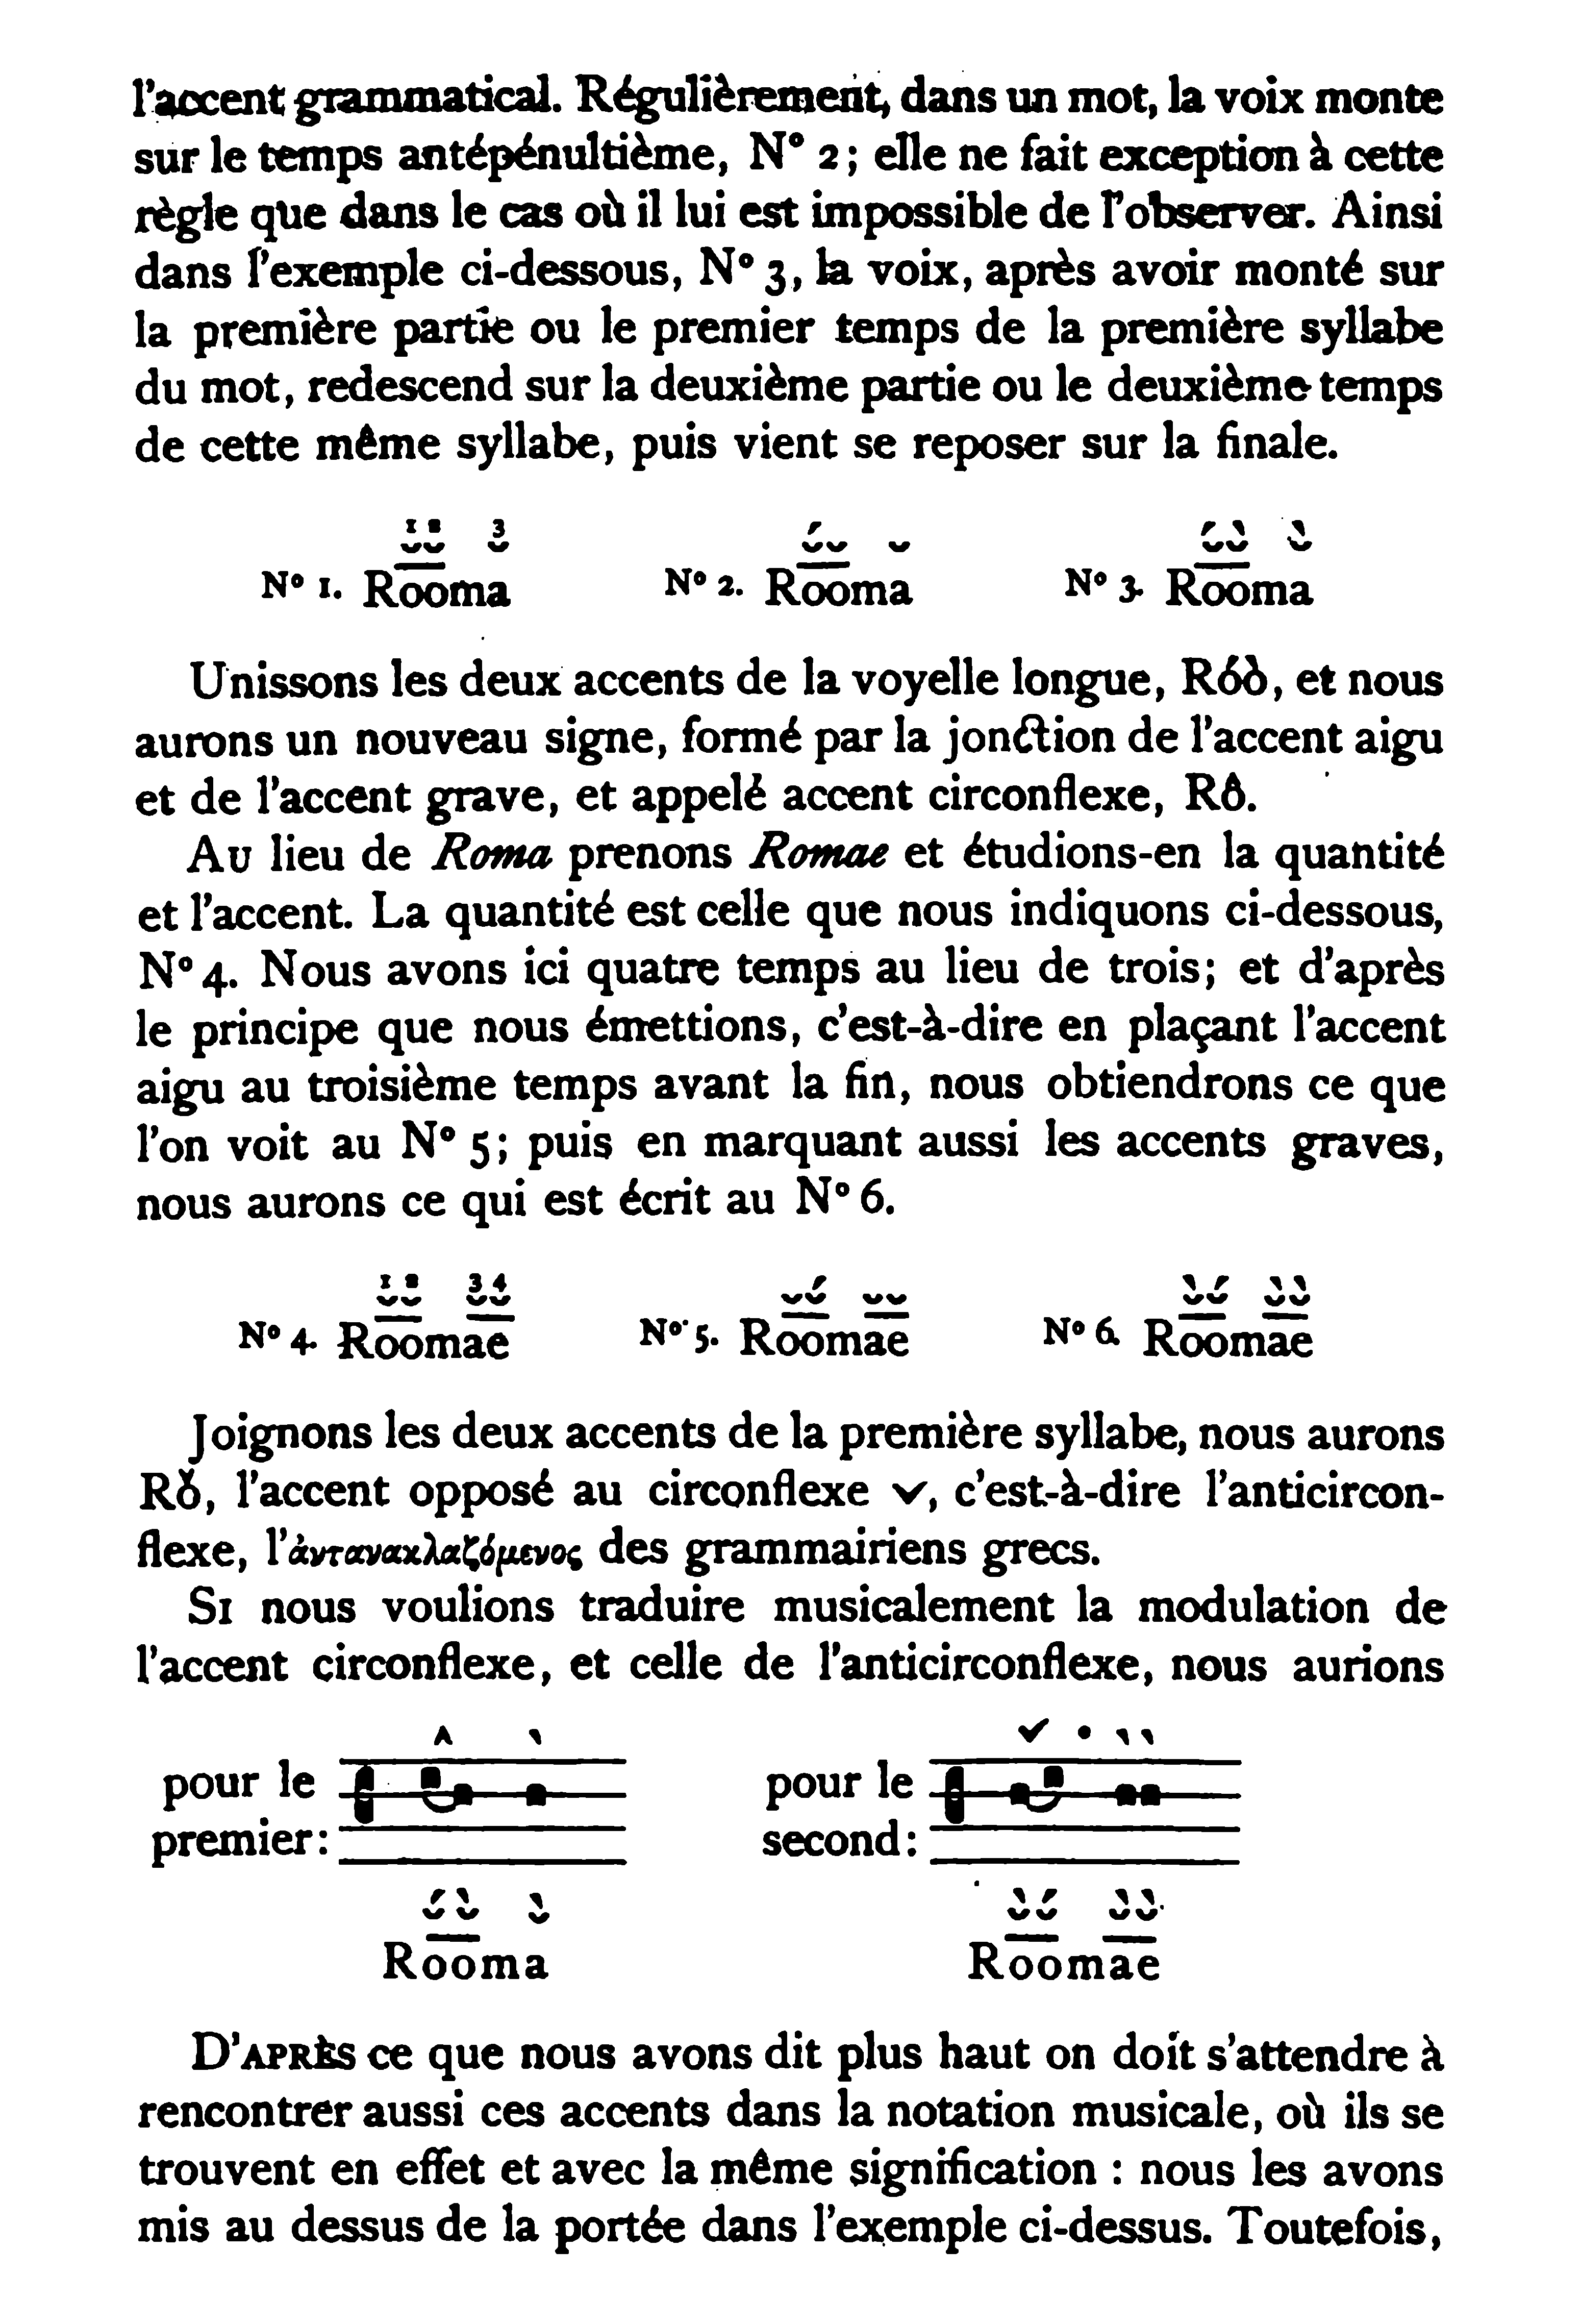 l'accent grammatical. Régulièrement, dans un mot, la voix monte
sur le temps antépénultième, N° 2; elle ne fait exception à cette
règle que dans le cas où il lui est impossible de l'observer. Ainsi
dans l'exemple ci-dessous, N° 3, la voix, après avoir monté sur
la première partie ou le premier temps de la première syllabe
du mot, redescend sur la deuxième partie ou le deuxième temps
de cette même syllabe, puis vient se reposer sur la finale.
1 2 3
N° 1. Rooma N° 2. Rooma N° 3. Rooma
Unissons les deux accents de la voyelle longue, Róò, et nous
aurons un nouveau signe, formé par la jonction de l'accent aigu
et de l'accent grave, et appelé accent circonflexe, Rô.
Au lieu de Roma prenons Romae et étudions-en la quantité
et l'accent. La quantité est celle que nous indiquons ci-dessous,
N° 4. Nous avons ici quatre temps au lieu de trois; et d'après
le principe que nous émettions, c'est-à-dire en plaçant l'accent
aigu au troisième temps avant la fin, nous obtiendrons ce que
l'on voit au N° 5; puis en marquant aussi les accents graves,
nous aurons ce qui est écrit au N° 6.
1 2 3 4
N° 4. Roomae N° 5. Roomae N° 6. Roomae
Joignons les deux accents de la première syllabe, nous aurons
Rǒ, l'accent opposé au circonflexe ˇ, c'est-à-dire l'anticircon-
flexe, l'ἀντανακλαζόμενος des grammairiens grecs.
Si nous voulions traduire musicalement la modulation de
l'accent circonflexe, et celle de l'anticirconflexe, nous aurions
pour le pour le
premier: second:
Rooma Roomae
D'après ce que nous avons dit plus haut on doit s'attendre à
rencontrer aussi ces accents dans la notation musicale, où ils se
trouvent en effet et avec la même signification : nous les avons
mis au dessus de la portée dans l'exemple ci-dessus. Toutefois,